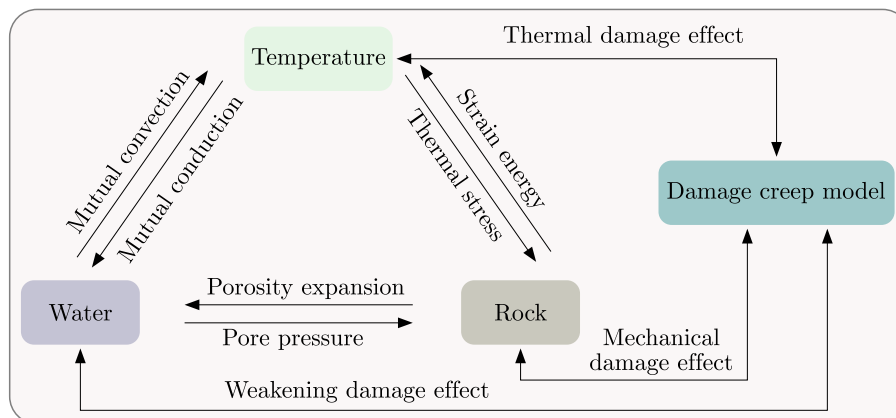 Thermal damage effect
Temperature
Mutual convection
Mutual conduction
Strain energy
Thermal stress
Damage creep model
Porosity expansion
Water
Rock
Pore pressure
Mechanical
damage effect
Weakening damage effect